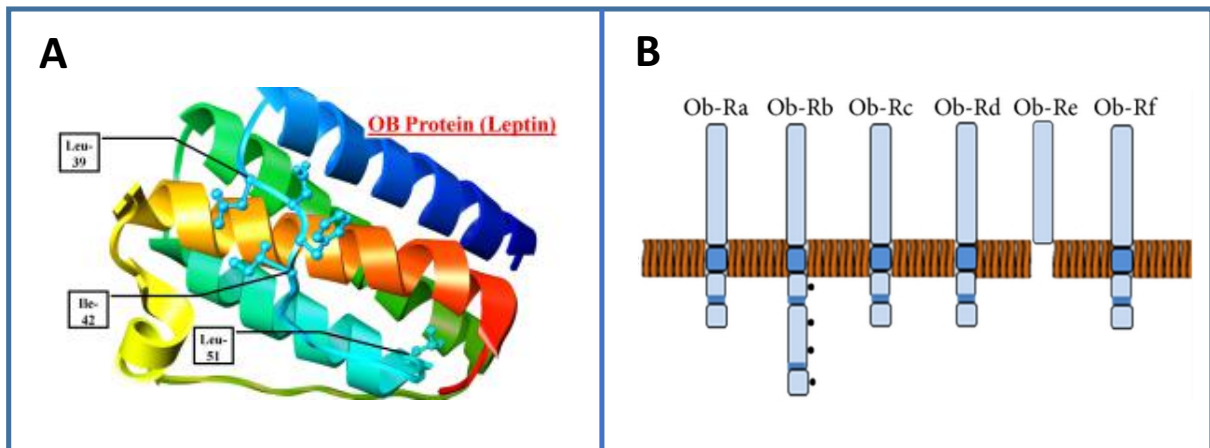 A
OB Protein (Leptin)
Leu-
39
Ile-
42
Leu-
51
B
Ob-Ra Ob-Rb Ob-Rc Ob-Rd Ob-Re Ob-Rf